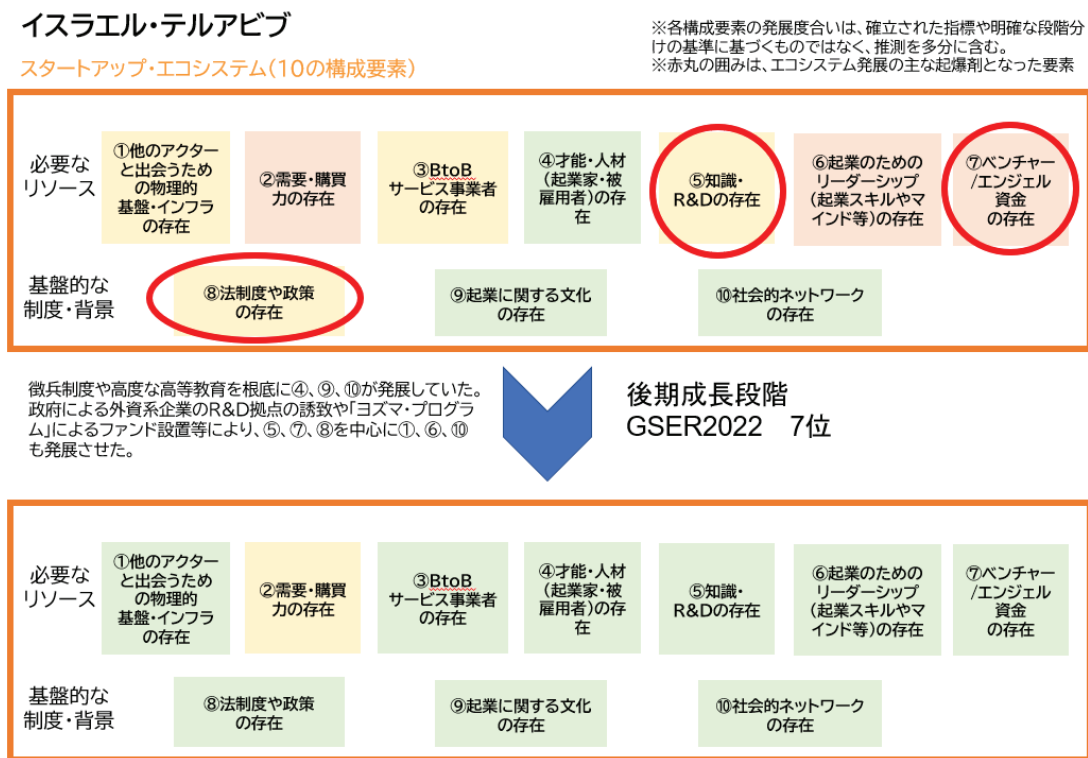 イスラエル・テルアビブ
※各構成要素の発展度合いは、確立された指標や明確な段階分
けの基準に基づくものではなく、推測を多分に含む。
※赤丸の囲みは、エコシステム発展の主な起爆剤となった要素
スタートアップ・エコシステム(10の構成要素)
必要な
リソース
①他のアクター
と出会うため
の物理的
基盤・インフラ
の存在
②需要・購買
力の存在
③BtoB
サービス事業者
の存在
④才能・人材
(起業家・被
雇用者)の存
在
⑤知識・
R&Dの存在
⑥起業のための
リーダーシップ
(起業スキルやマ
インド等)の存在
⑦ベンチャー
/エンジェル
資金
の存在
基盤的な
制度・背景
⑧法制度や政策
の存在
⑨起業に関する文化
の存在
⑩社会的ネットワーク
の存在
徴兵制度や高度な高等教育を根底に④、⑨、⑩が発展していた。
政府による外資系企業のR&D拠点の誘致や「ヨズマ・プログラ
ム」によるファンド設置等により、⑤、⑦、⑧を中心に①、⑥、⑩
も発展させた。
後期成長段階
GSER2022 7位
必要な
リソース
①他のアクター
と出会うため
の物理的
基盤・インフラ
の存在
②需要・購買
力の存在
③BtoB
サービス事業者
の存在
④才能・人材
(起業家・被
雇用者)の存
在
⑤知識・
R&Dの存在
⑥起業のための
リーダーシップ
(起業スキルやマ
インド等)の存在
⑦ベンチャー
/エンジェル
資金
の存在
基盤的な
制度・背景
⑧法制度や政策
の存在
⑨起業に関する文化
の存在
⑩社会的ネットワーク
の存在